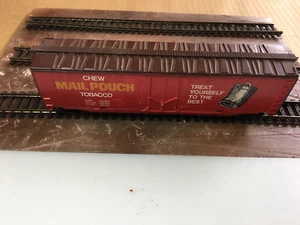 CHEW
MAIL POUCH
TOBACCO
TREAT
YOURSELF
TO THE
BEST